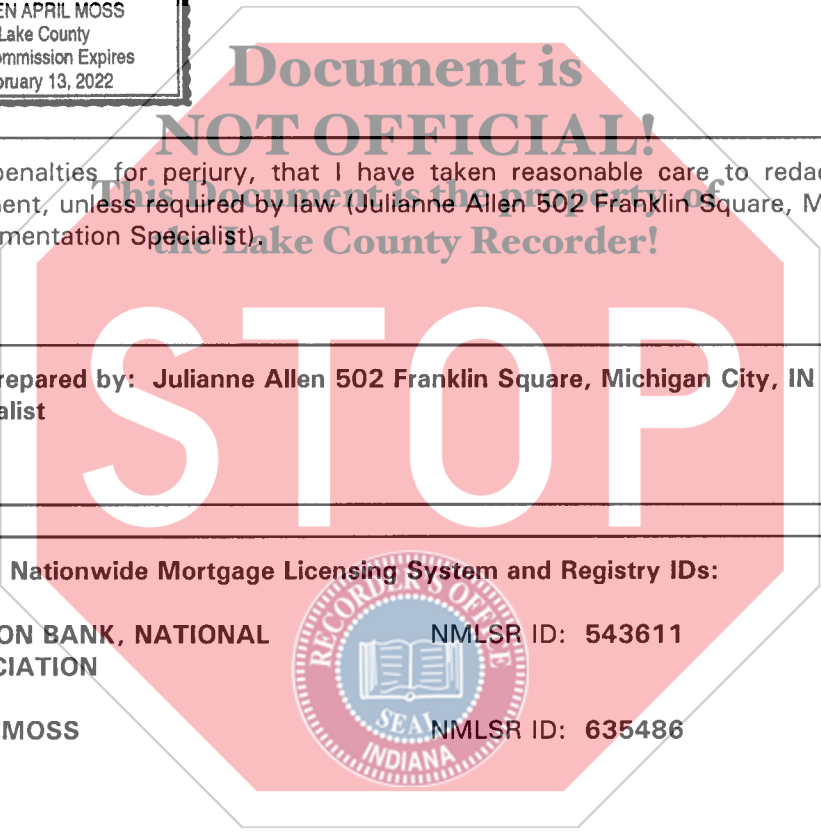 EN APRIL MOSS
Lake County
mmission Expires
bruary 13, 2022
Document is
NOT OFFICIAL!
penalties for perjury, that I have taken reasonable care to redac
This Document is the property of
ent, unless required by law (Julianne Allen 502 Franklin Square, M
mentation Specialist).
the Lake County Recorder!
STOP
repared by: Julianne Allen 502 Franklin Square, Michigan City, IN
alist
Nationwide Mortgage Licensing System and Registry IDs:
ON BANK, NATIONAL NMLSR ID: 543611
CIATION
MOSS NMLSR ID: 635486
RECORDER'S OFFICE
SEAL
INDIANA